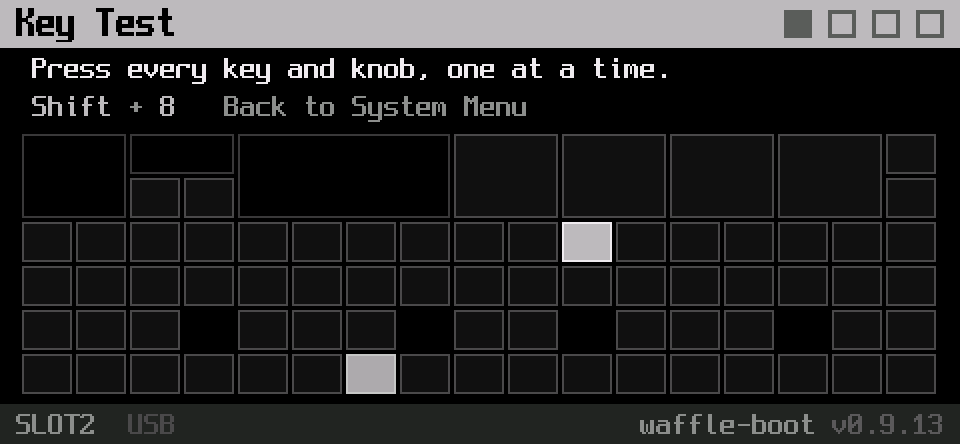 Key Test
Press every key and knob, one at a time.
Shift + 8 Back to System Menu
SLOT2 USB waffle-boot v0.9.13